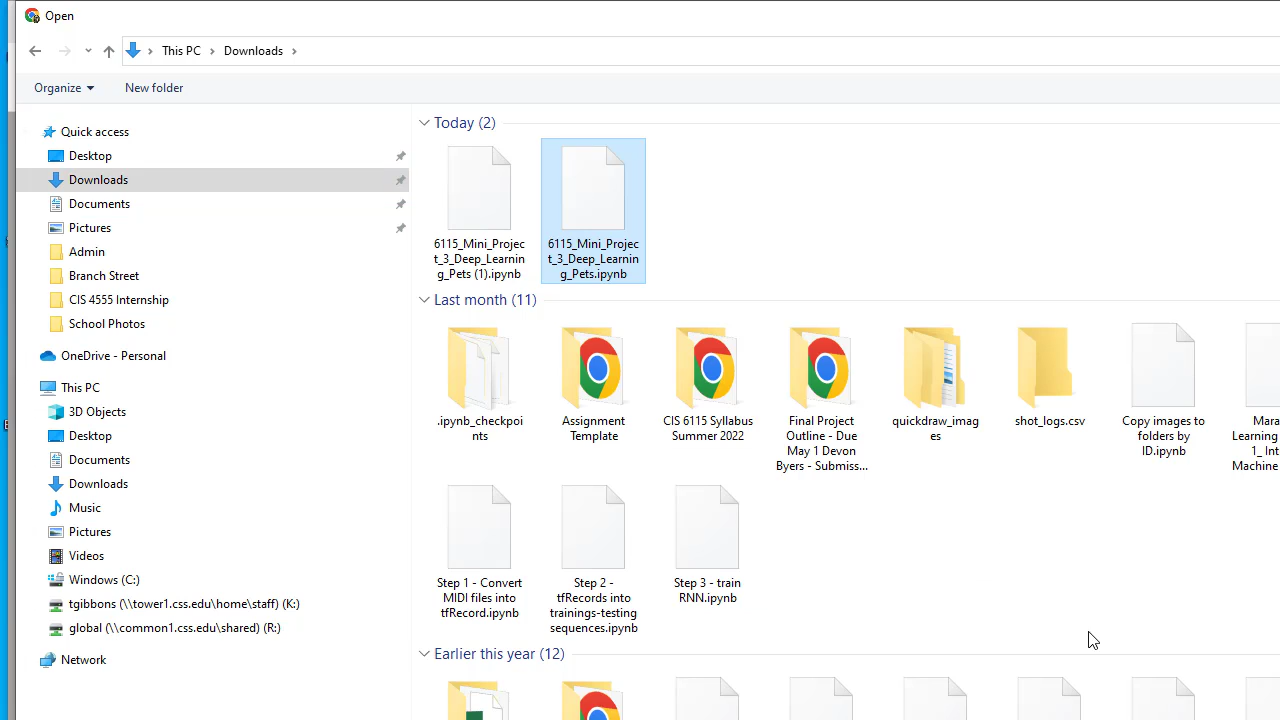 Open
This PC
Downloads
Organize
New folder
Quick access
Desktop
Downloads
Documents
Pictures
Admin
Branch Street
CIS 4555 Internship
School Photos
OneDrive - Personal
This PC
3D Objects
Desktop
Documents
Downloads
Music
Pictures
Videos
Windows (C:)
tgibbons (\\tower1.css.edu\home\staff) (K:)
global (\\common1.css.edu\shared) (R:)
Network
Today (2)
6115_Mini_Projec
t_3_Deep_Learnin
g_Pets (1).ipynb
6115_Mini_Projec
t_3_Deep_Learnin
g_Pets.ipynb
Last month (11)
.ipynb_checkpoi
nts
Assignment
Template
CIS 6115 Syllabus
Summer 2022
Final Project
Outline - Due
May 1 Devon
Byers - Submiss...
quickdraw_imag
es
shot_logs.csv
Copy images to
folders by
ID.ipynb
Mara
Learning
1_ Int
Machine
Step 1 - Convert
MIDI files into
tfRecord.ipynb
Step 2 -
tfRecords into
trainings-testing
sequences.ipynb
Step 3 - train
RNN.ipynb
Earlier this year (12)